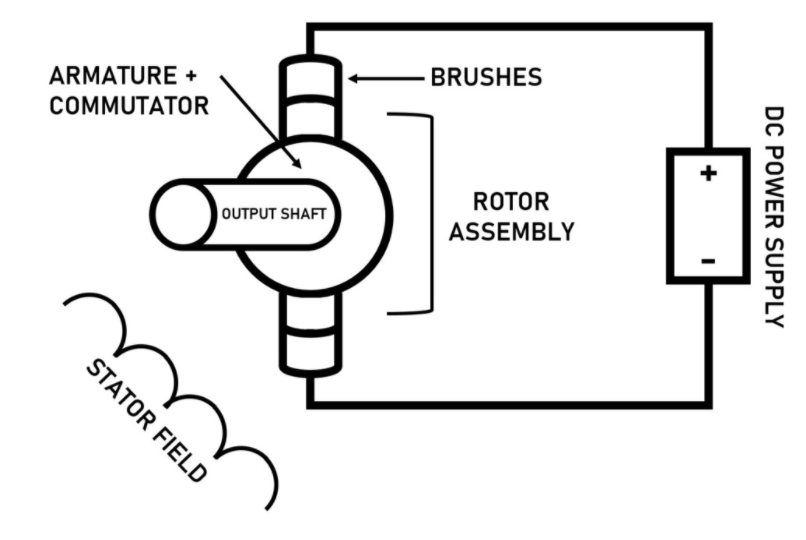 ARMATURE +
COMMUTATOR
BRUSHES
OUTPUT SHAFT
ROTOR
ASSEMBLY
+
-
DC POWER SUPPLY
STATOR FIELD